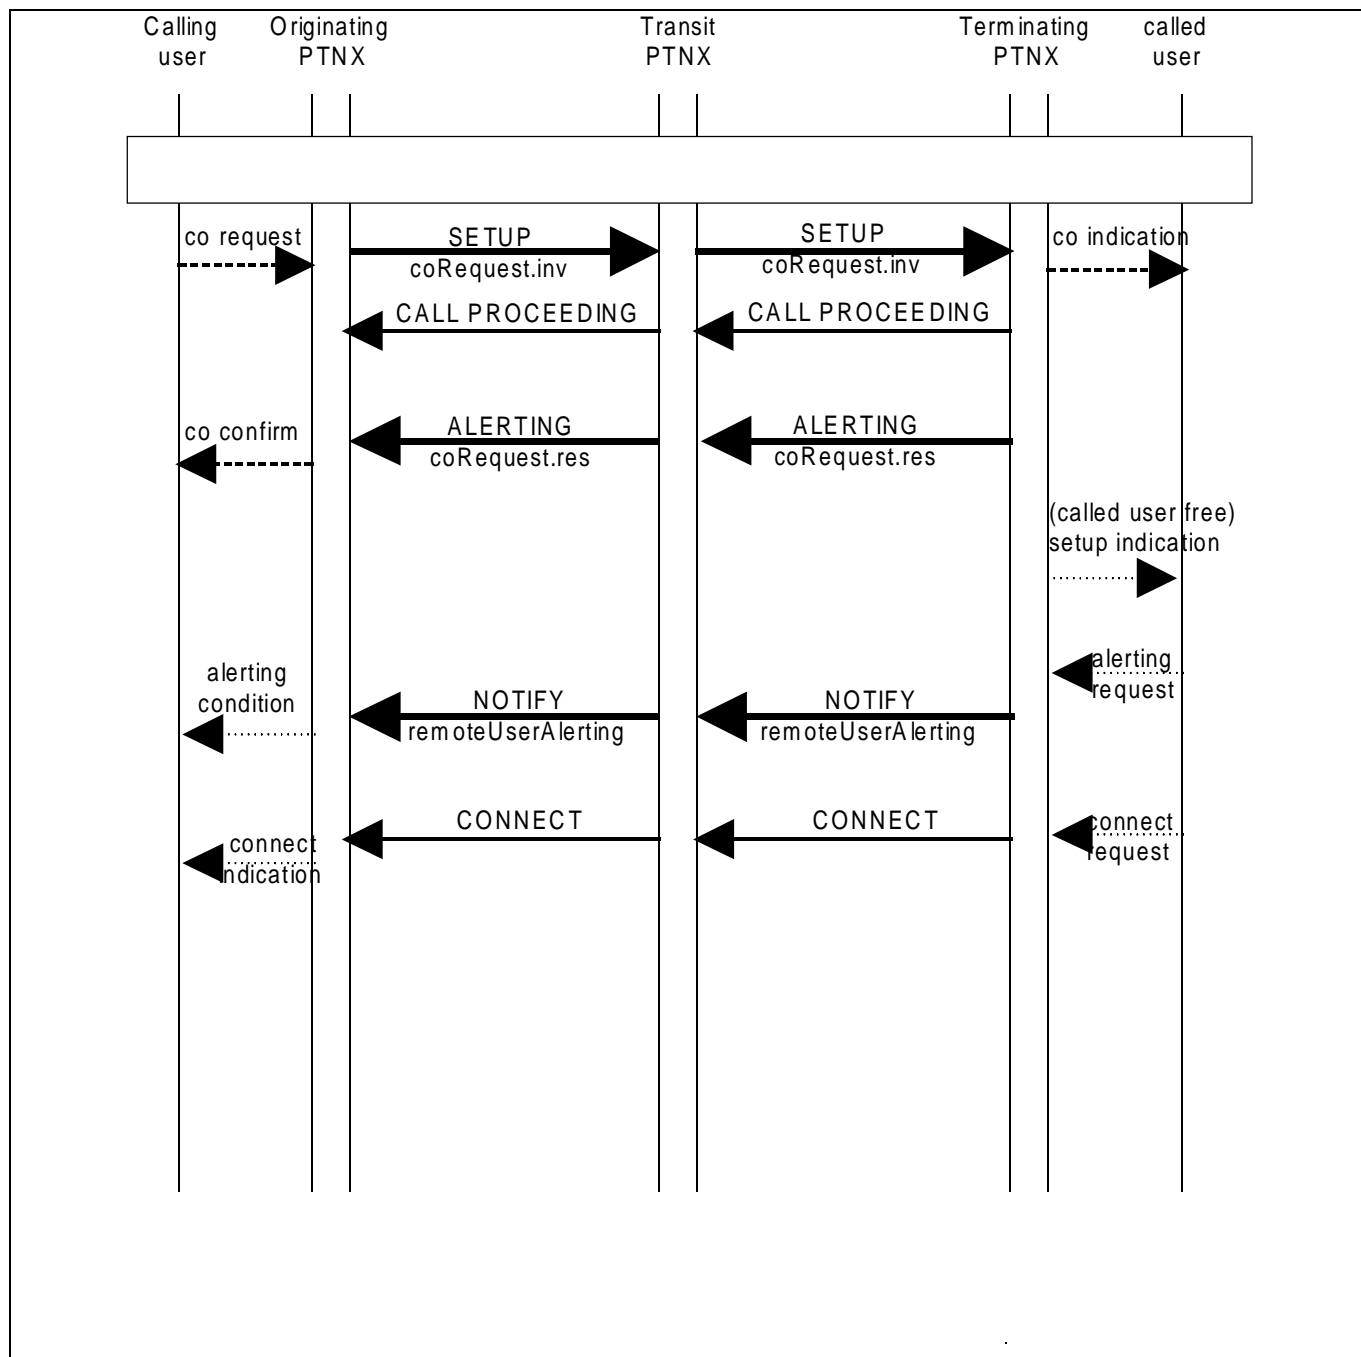 Calling Originating Transit Terminating called
user PTNX PTNX PTNX user
co request SETUP SETUP co indication
coRequest.inv coRequest.inv
CALL PROCEEDING CALL PROCEEDING
co confirm ALERTING ALERTING
coRequest.res coRequest.res
(called user free)
setup indication
alerting alerting
condition NOTIFY NOTIFY request
remoteUserAlerting remoteUserAlerting
CONNECT CONNECT connect
connect request
indication